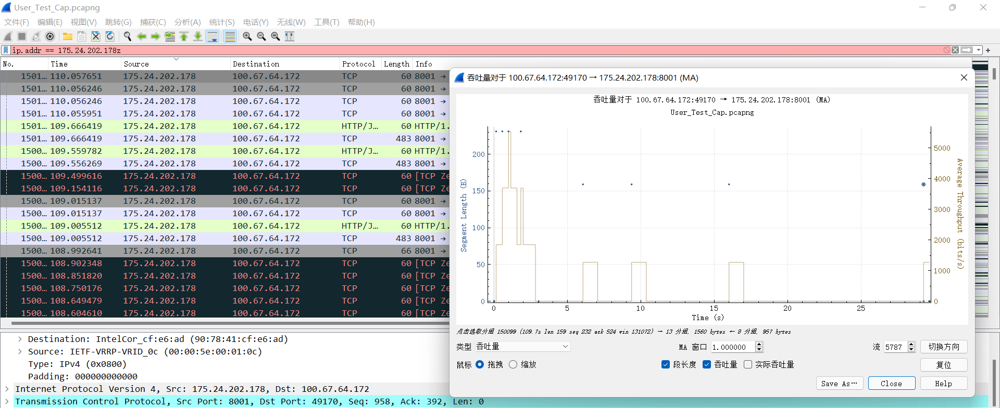 User_Test_Cap.pcapng
文件(F) 编辑(E) 视图(V) 跳转(G) 捕获(C) 分析(A) 统计(S) 电话(Y) 无线(W) 工具(T) 帮助(H)
ip.addr == 175.24.202.178z
No. Time Source Destination Protocol Length Info
1501… 110.057651 175.24.202.178 100.67.64.172 TCP 60 8001 →
1501… 110.056246 175.24.202.178 100.67.64.172 TCP 60 8001 →
1501… 110.056246 175.24.202.178 100.67.64.172 TCP 60 8001 →
1501… 110.055951 175.24.202.178 100.67.64.172 TCP 60 8001 →
1501… 109.666419 175.24.202.178 100.67.64.172 HTTP/J… 60 HTTP/1.
1501… 109.666419 175.24.202.178 100.67.64.172 TCP 483 8001 →
1500… 109.559782 175.24.202.178 100.67.64.172 HTTP/J… 60 HTTP/1.
1500… 109.556269 175.24.202.178 100.67.64.172 TCP 483 8001 →
1500… 109.499616 175.24.202.178 100.67.64.172 TCP 60 [TCP Ze
1500… 109.154116 175.24.202.178 100.67.64.172 TCP 60 [TCP Ze
1500… 109.015137 175.24.202.178 100.67.64.172 TCP 66 8001 →
1500… 109.015137 175.24.202.178 100.67.64.172 TCP 60 8001 →
1500… 109.005512 175.24.202.178 100.67.64.172 HTTP/J… 60 HTTP/1.
1500… 109.005512 175.24.202.178 100.67.64.172 TCP 483 8001 →
1500… 108.992641 175.24.202.178 100.67.64.172 TCP 66 8001 →
1500… 108.902348 175.24.202.178 100.67.64.172 TCP 60 [TCP Ze
1500… 108.851820 175.24.202.178 100.67.64.172 TCP 60 [TCP Ze
1500… 108.750176 175.24.202.178 100.67.64.172 TCP 60 [TCP Ze
1500… 108.649479 175.24.202.178 100.67.64.172 TCP 60 [TCP Ze
1500… 108.604610 175.24.202.178 100.67.64.172 TCP 60 [TCP Ze
Destination: IntelCor_cf:e6:ad (90:78:41:cf:e6:ad)
Source: IETF-VRRP-VRID_0c (00:00:5e:00:01:0c)
Type: IPv4 (0x0800)
Padding: 000000000000
Internet Protocol Version 4, Src: 175.24.202.178, Dst: 100.67.64.172
Transmission Control Protocol, Src Port: 8001, Dst Port: 49170, Seq: 958, Ack: 392, Len: 0
吞吐量对于 100.67.64.172:49170 → 175.24.202.178:8001 (MA)
吞吐量对于 100.67.64.172:49170 → 175.24.202.178:8001 (MA)
User_Test_Cap.pcapng
Segment Length (B)
200
150
100
50
0
5000
4000
3000
2000
1000
0
Average Throughput (bits/s)
0 5 10 15 20 25
Time (s)
点击选取分组 150099 (109.7s len 159 seq 232 ack 524 win 131072) → 13 分组, 1560 bytes ← 8 分组, 957 bytes
类型 吞吐量 MA 窗口 1.000000 流 5787 切换方向
鼠标 拖拽 缩放 段长度 吞吐量 实际吞吐量 复位
Save As… Close Help